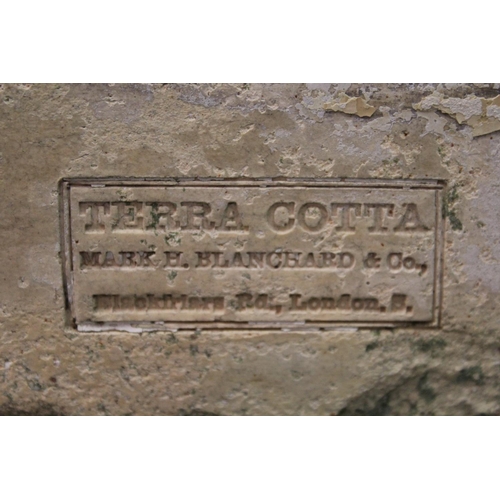 TERRA COTTA
MARK H. BLANCHARD & Co.,
Blackfriars Rd., London, S,